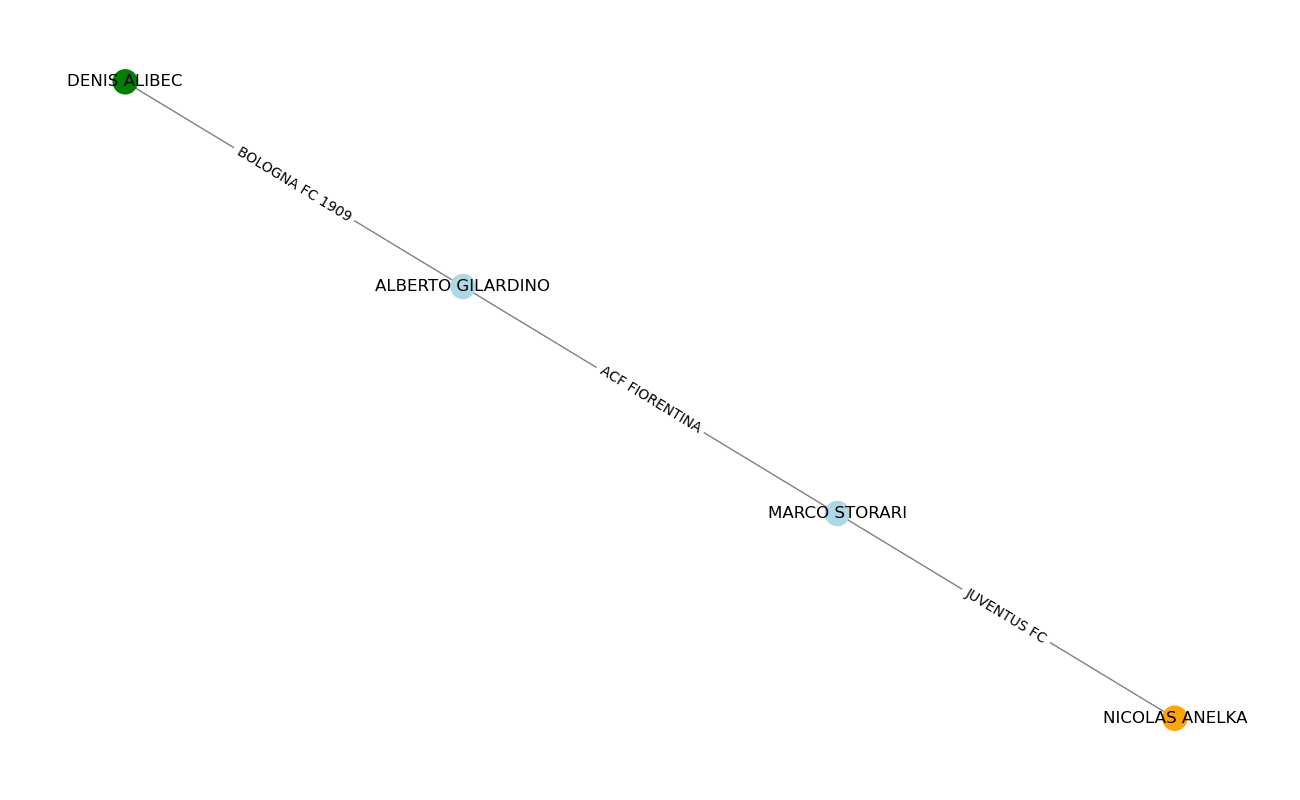 DENIS ALIBEC
BOLOGNA FC 1909
ALBERTO GILARDINO
ACF FIORENTINA
MARCO STORARI
JUVENTUS FC
NICOLAS ANELKA